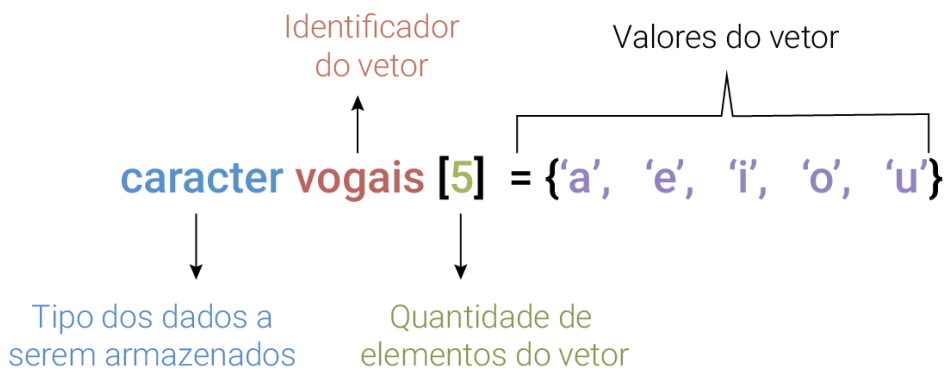 Identificador
do vetor
Valores do vetor
caracter vogais [5] = {‘a’, ‘e’, ‘i’, ‘o’, ‘u’}
Tipo dos dados a
serem armazenados
Quantidade de
elementos do vetor